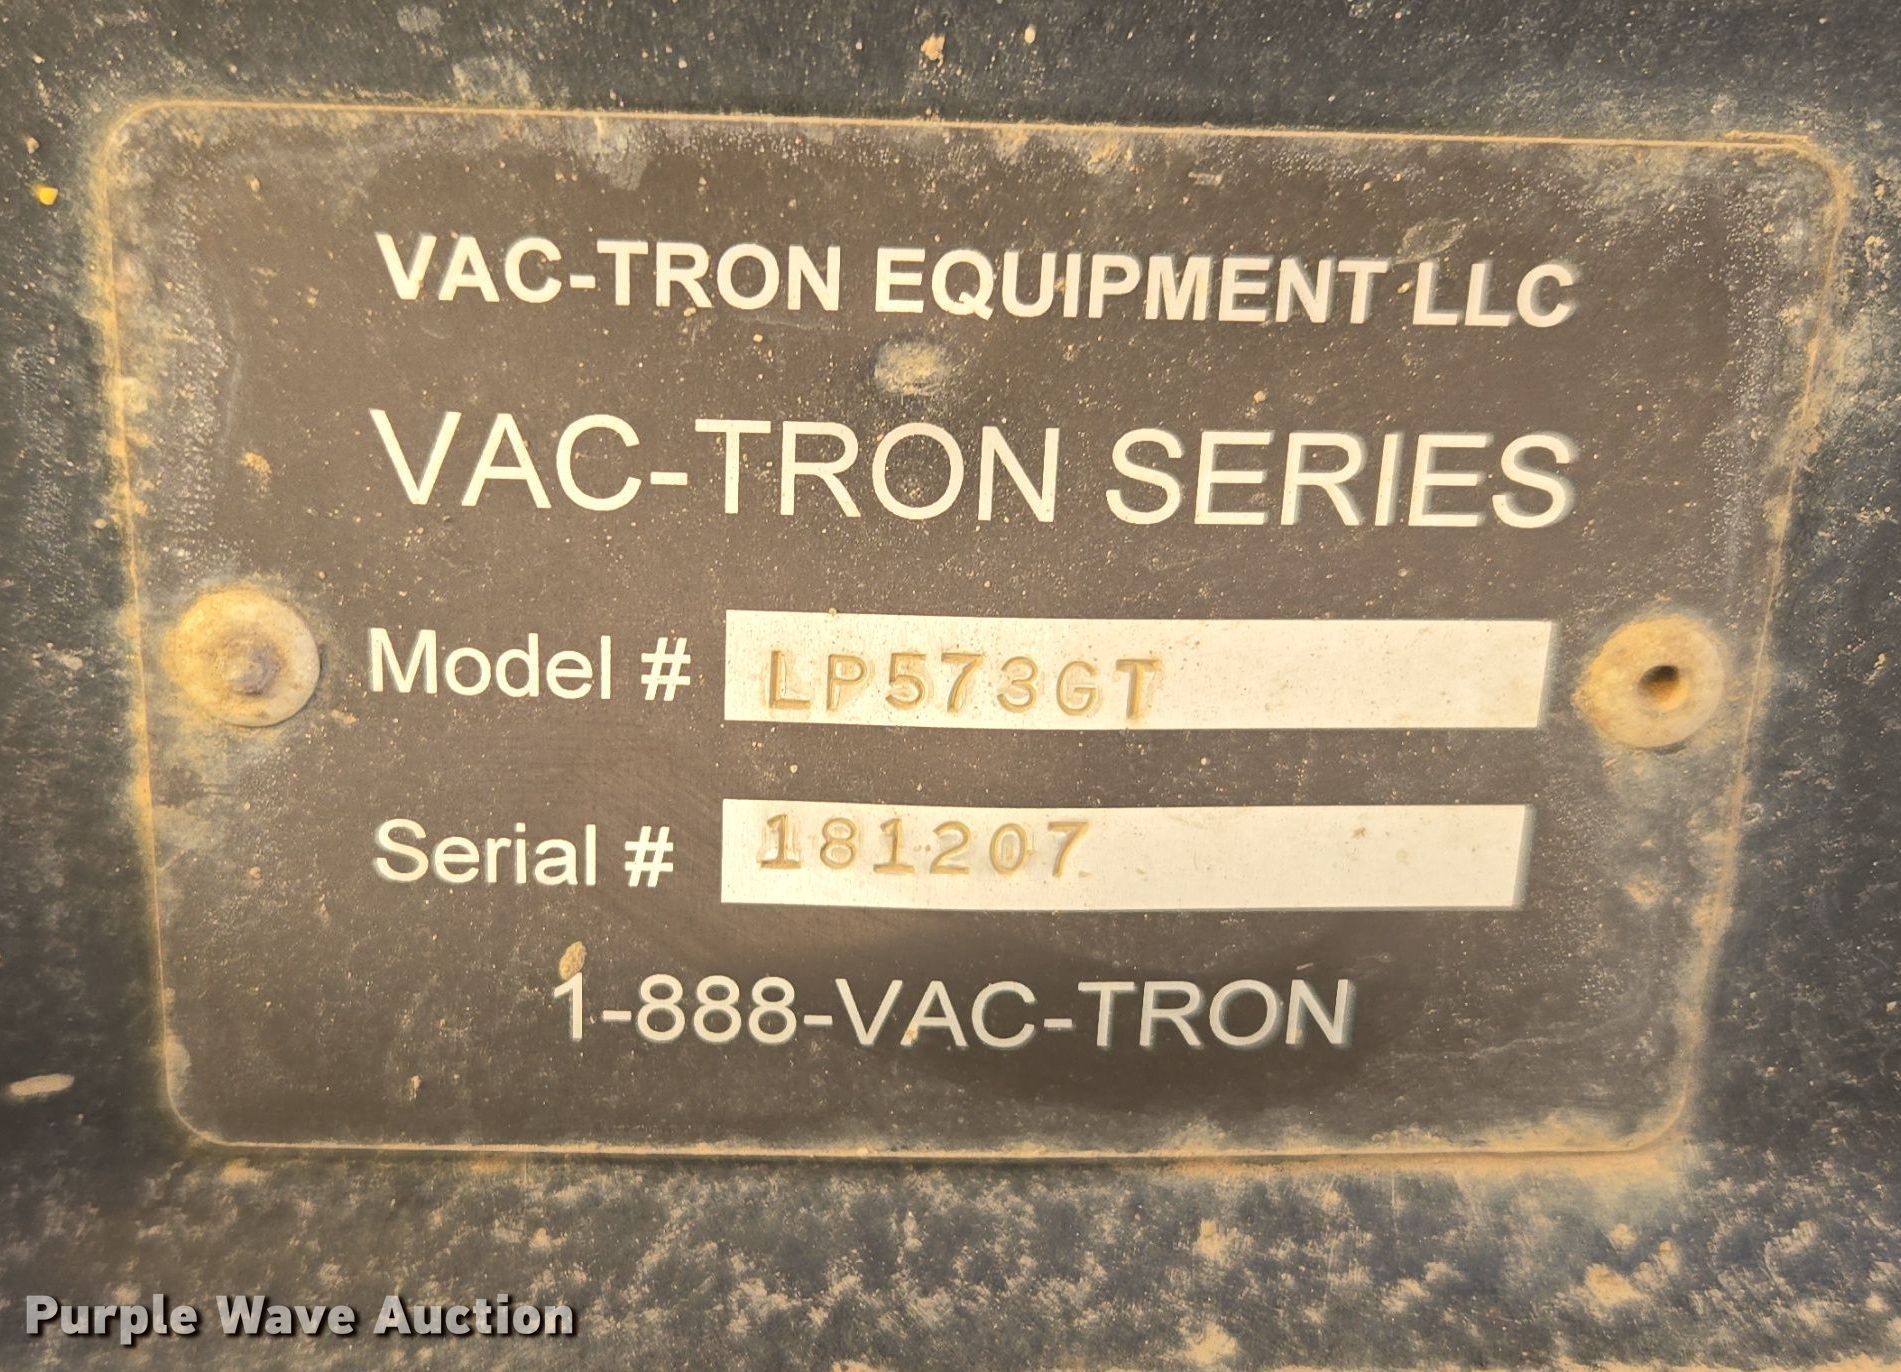 VAC-TRON EQUIPMENT LLC
VAC-TRON SERIES
Model # LP573GT
Serial # 181207
1-888-VAC-TRON
Purple Wave Auction